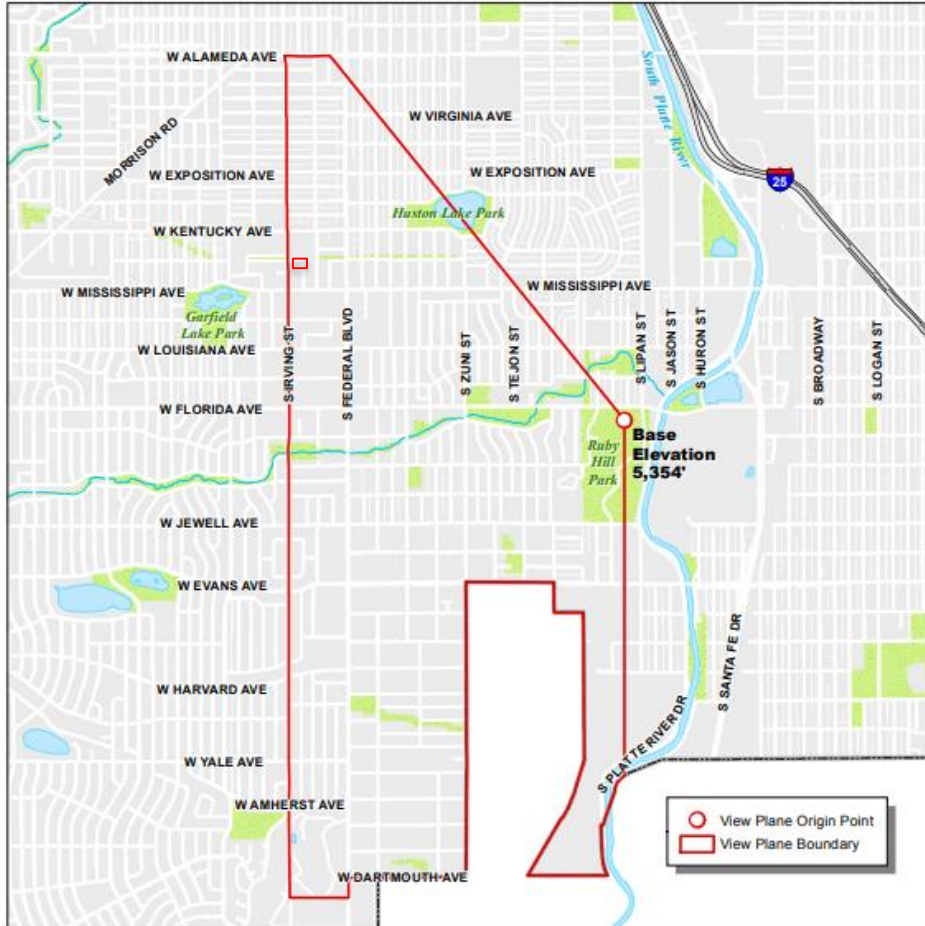 W ALAMEDA AVE
MORRISON RD
W VIRGINIA AVE
South Platte River
25
W EXPOSITION AVE
W EXPOSITION AVE
Huston Lake Park
W KENTUCKY AVE
W MISSISSIPPI AVE
W MISSISSIPPI AVE
Garfield
Lake Park
W LOUISIANA AVE
S IRVING ST
S FEDERAL BLVD
S ZUNI ST
S TEJON ST
S LIPAN ST
S JASON ST
S HURON ST
S BROADWAY
S LOGAN ST
W FLORIDA AVE
Base
Elevation
5,354'
Ruby
Hill
Park
W JEWELL AVE
W EVANS AVE
S SANTA FE DR
W HARVARD AVE
S PLATTE RIVER DR
W YALE AVE
W AMHERST AVE
View Plane Origin Point
View Plane Boundary
W DARTMOUTH AVE